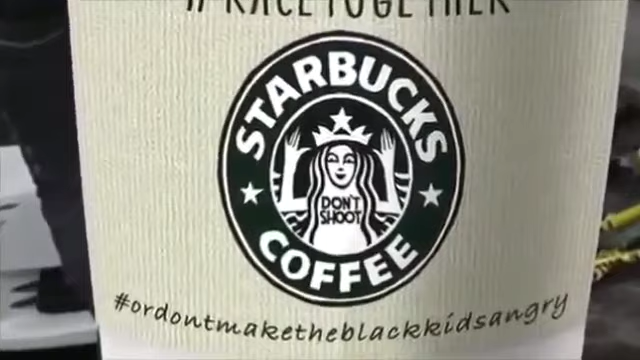 #RACETOGETHER
STARBUCKS
DON'T
SHOOT
COFFEE
#ordontmaketheblackkidsangry